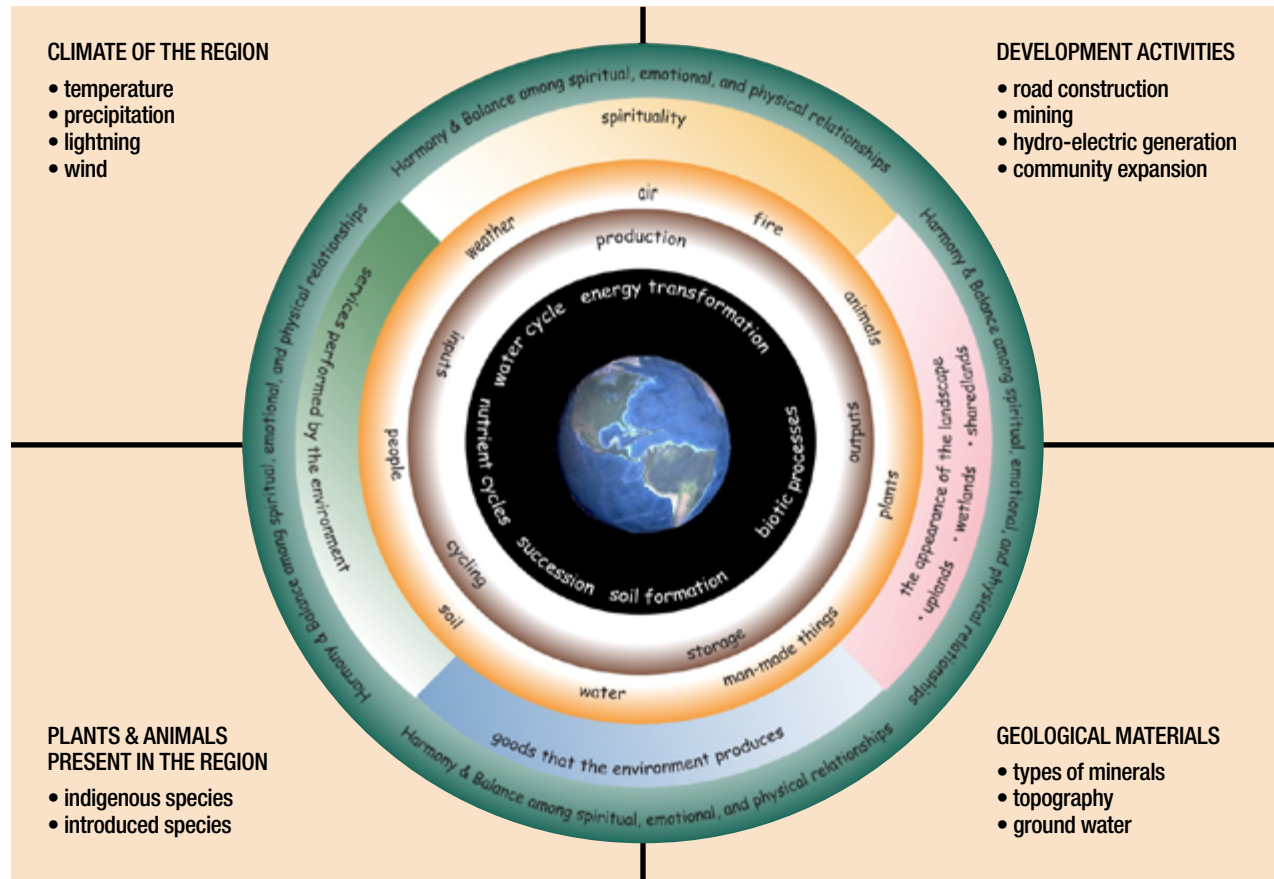 CLIMATE OF THE REGION
• temperature
• precipitation
• lightning
• wind
DEVELOPMENT ACTIVITIES
• road construction
• mining
• hydro-electric generation
• community expansion
Harmony & Balance among spiritual, emotional, and physical relationships
Harmony & Balance among spiritual, emotional, and physical relationships
Harmony & Balance among spiritual, emotional, and physical relationships
Harmony & Balance among spiritual, emotional, and physical relationships
spirituality
the appearance of the landscape
• uplands • wetlands • sharedlands
goods that the environment produces
services performed by the environment
air
fire
animals
plants
man-made things
water
soil
people
weather
production
outputs
storage
cycling
inputs
energy transformation
biotic processes
soil formation
succession
nutrient cycles
water cycle
PLANTS & ANIMALS
PRESENT IN THE REGION
• indigenous species
• introduced species
GEOLOGICAL MATERIALS
• types of minerals
• topography
• ground water